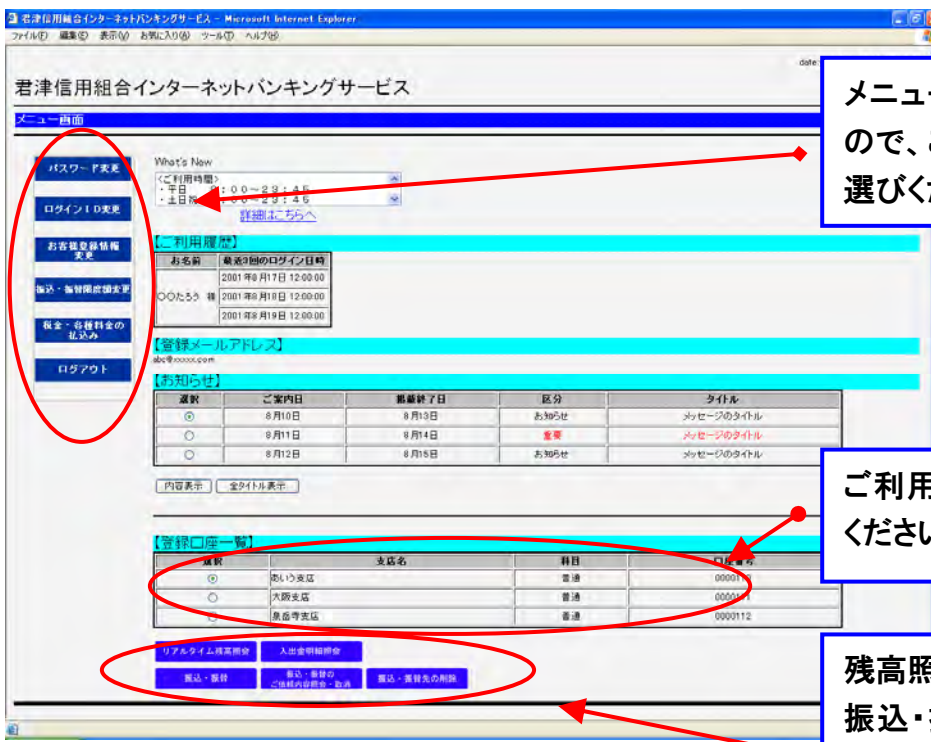 君津信用組合インターネットバンキングサービス - Microsoft Internet Explorer
ファイル(F) 編集(E) 表示(V) お気に入り(A) ツール(T) ヘルプ(H)
date:
君津信用組合インターネットバンキングサービス
メニュー画面
パスワード変更
ログインID変更
お客様登録情報
変更
振込・振替限度額変更
税金・各種料金の
払込み
ログアウト
What's New
<ご利用時間>
・平日
:00~23:45
・土日祝
:00~23:45
詳細はこちらへ
【ご利用履歴】
お名前 最近3回のログイン日時
2001年8月17日 12:00:00
〇〇たろう 様 2001年8月18日 12:00:00
2001年8月19日 12:00:00
【登録メールアドレス】
abc@xxxxx.com
【お知らせ】
選択 ご案内日 掲載終了日 区分 タイトル
8月10日 8月13日 お知らせ メッセージのタイトル
8月11日 8月14日 重要 メッセージのタイトル
8月12日 8月15日 お知らせ メッセージのタイトル
内容表示 全タイトル表示
【登録口座一覧】
選択 支店名 科目 口座番号
あいう支店 普通
大阪支店 普通
泉岳寺支店 普通 0000112
リアルタイム残高照会 入出金明細照会
振込・振替 振込・振替の
ご依頼内容照会・取消 振込・振替先の削除
メニュー
ので、
選びく
ご利用
ください
残高照
振込・